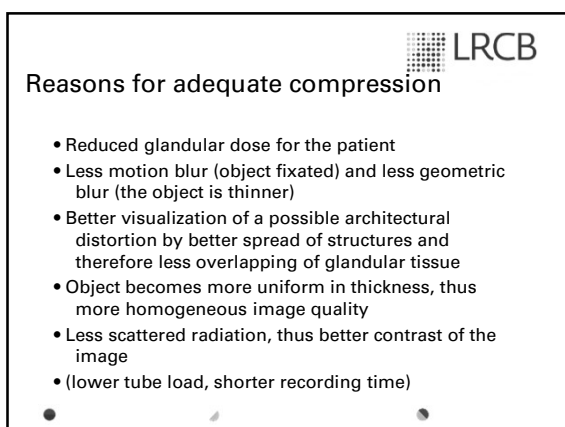 LRCB
Reasons for adequate compression
• Reduced glandular dose for the patient
• Less motion blur (object fixated) and less geometric
blur (the object is thinner)
• Better visualization of a possible architectural
distortion by better spread of structures and
therefore less overlapping of glandular tissue
• Object becomes more uniform in thickness, thus
more homogeneous image quality
• Less scattered radiation, thus better contrast of the
image
• (lower tube load, shorter recording time)